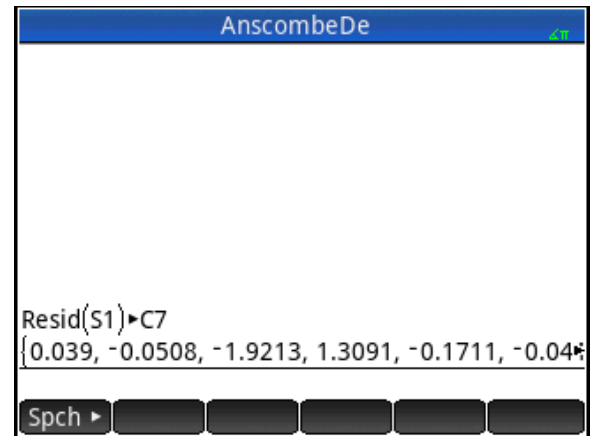 AnscombeDe
∡π
Resid(S1)▶C7
{0.039, -0.0508, -1.9213, 1.3091, -0.1711, -0.04
Spch ▶